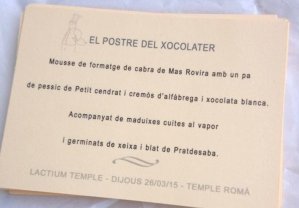 EL POSTRE DEL XOCOLATER
Mousse de formatge de cabra de Mas Rovira amb un pa
de pessic de Petit cendrat i cremòs d'alfàbrega i xocolata blanca.
Acompanyat de maduixes cuites al vapor
i germinats de xeixa i blat de Pratdesaba.
LACTIUM TEMPLE - DIJOUS 26/03/15 - TEMPLE ROMÀ